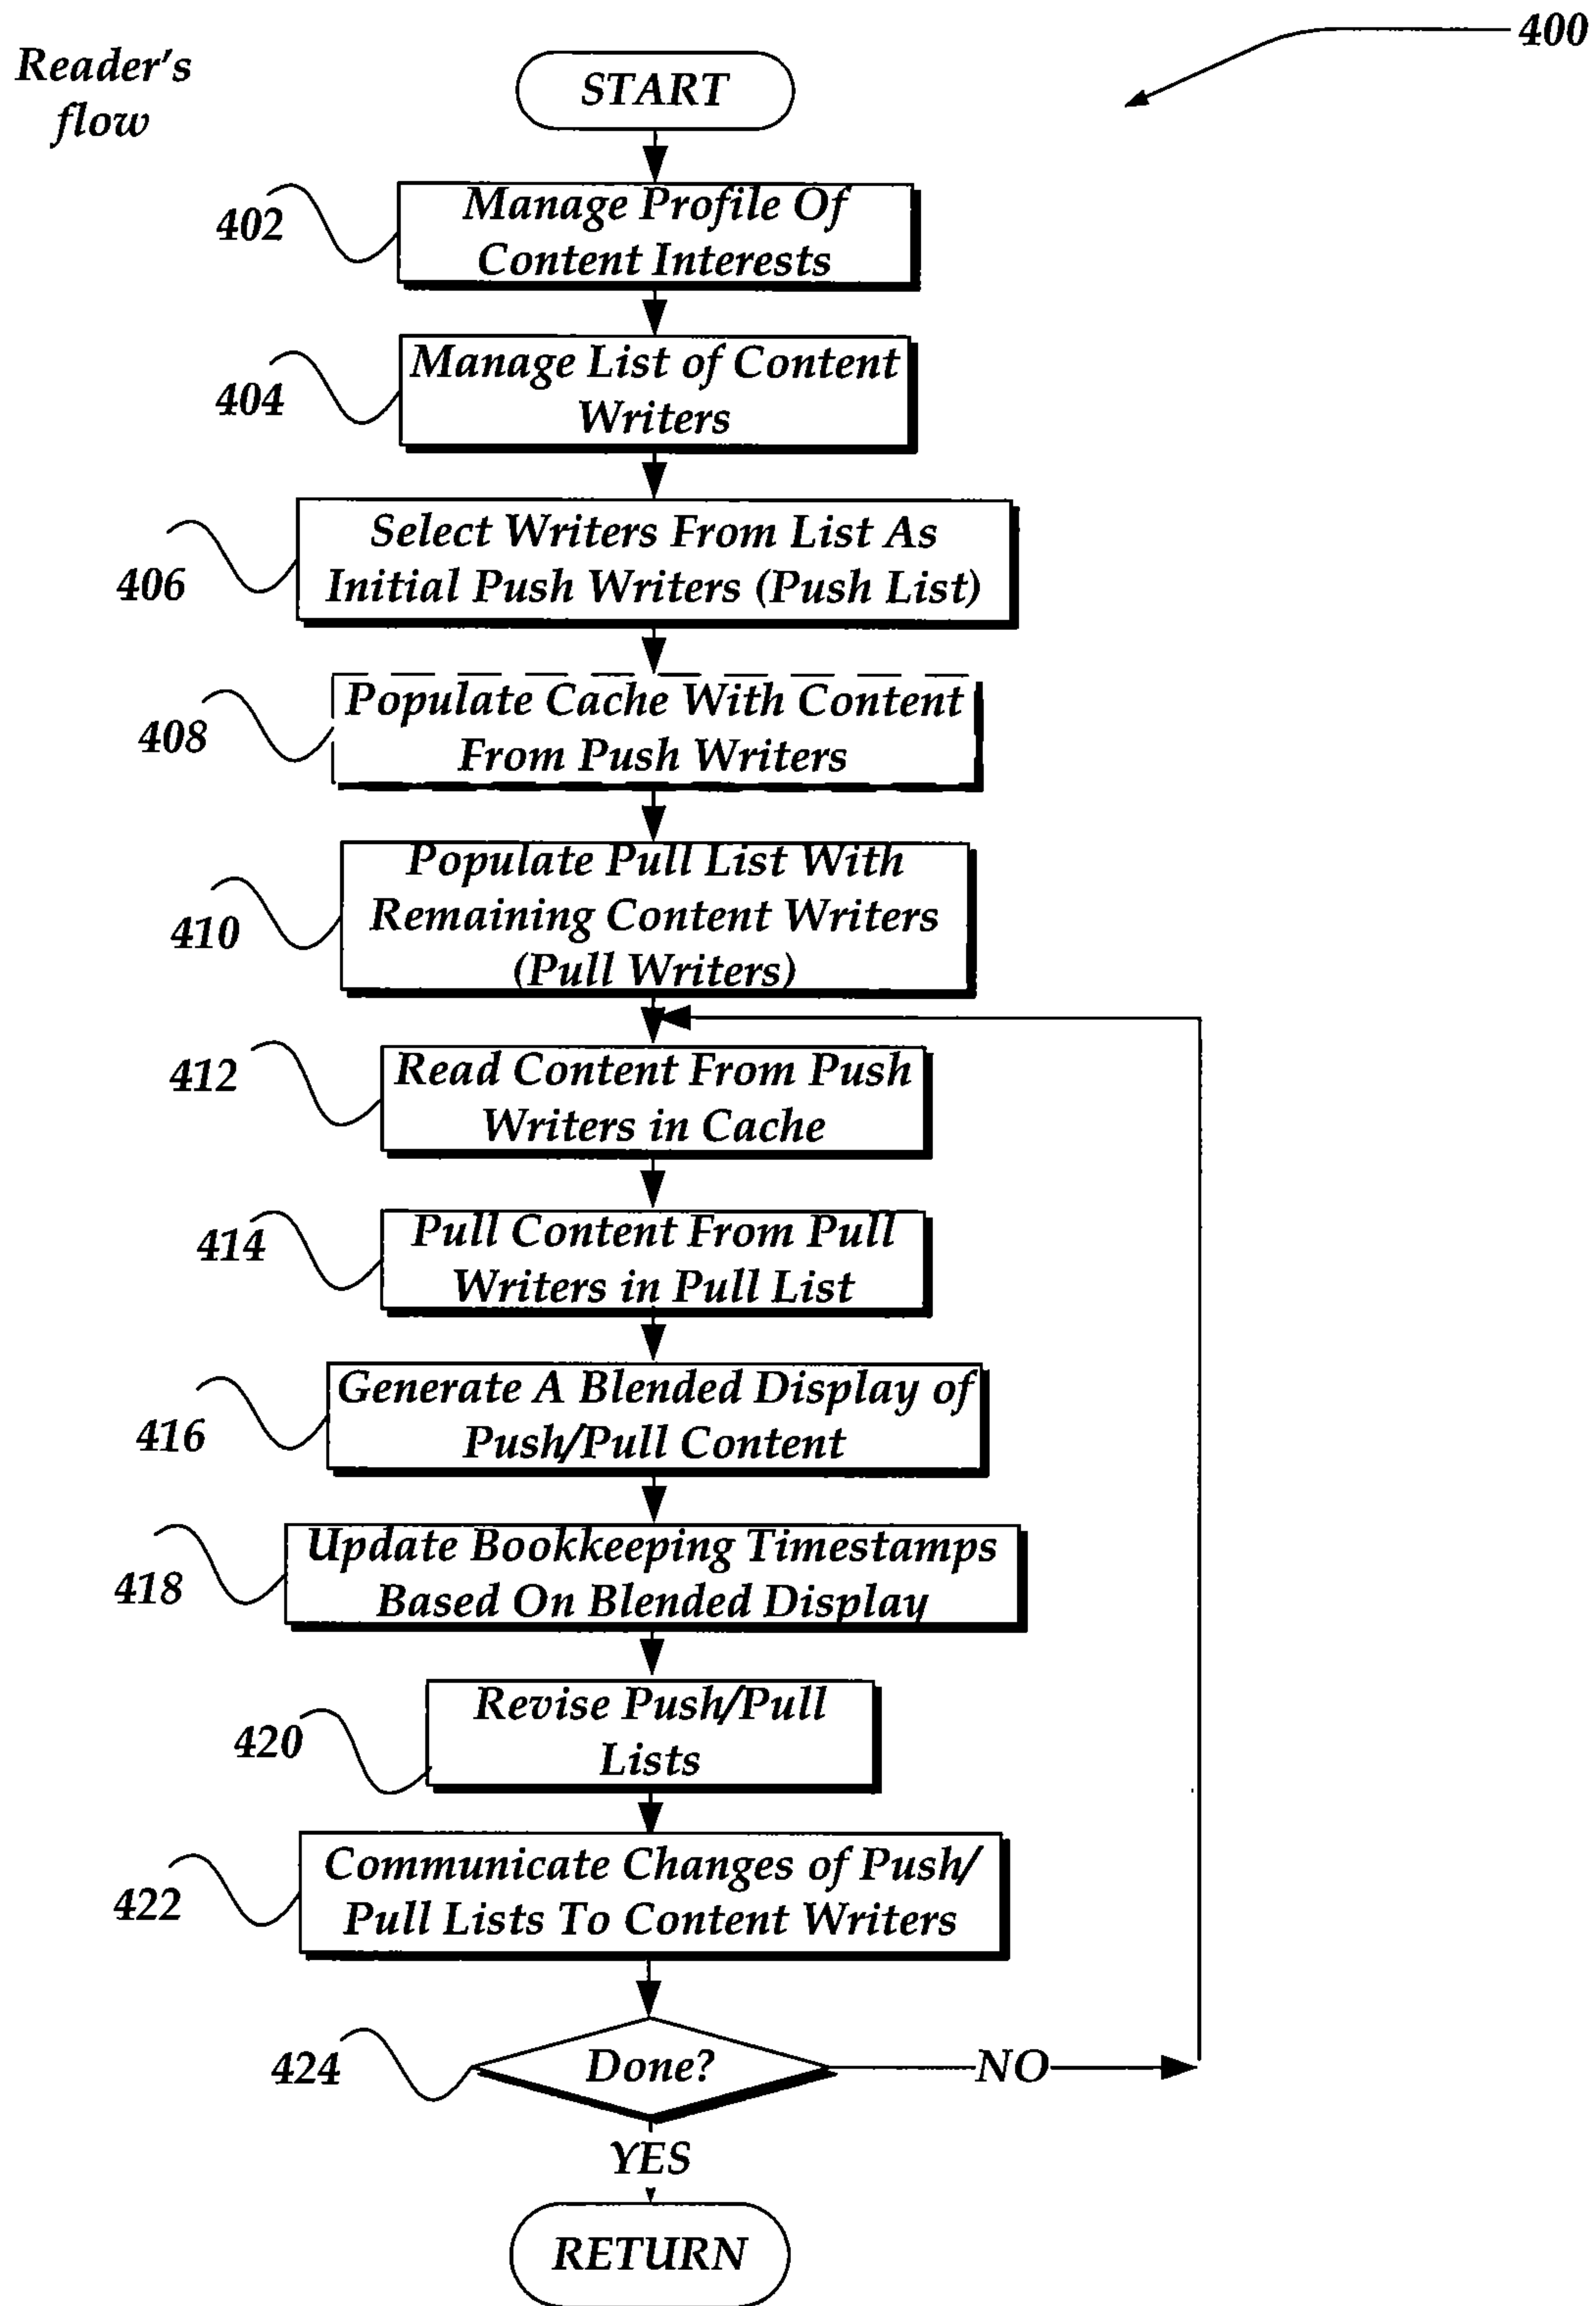 400
Reader's
flow
START
402
Manage Profile Of
Content Interests
404
Manage List of Content
Writers
406
Select Writers From List As
Initial Push Writers (Push List)
408
Populate Cache With Content
From Push Writers
410
Populate Pull List With
Remaining Content Writers
(Pull Writers)
412
Read Content From Push
Writers in Cache
414
Pull Content From Pull
Writers in Pull List
416
Generate A Blended Display of
Push/Pull Content
418
Update Bookkeeping Timestamps
Based On Blended Display
420
Revise Push/Pull
Lists
422
Communicate Changes of Push/
Pull Lists To Content Writers
424
Done?
NO
YES
RETURN